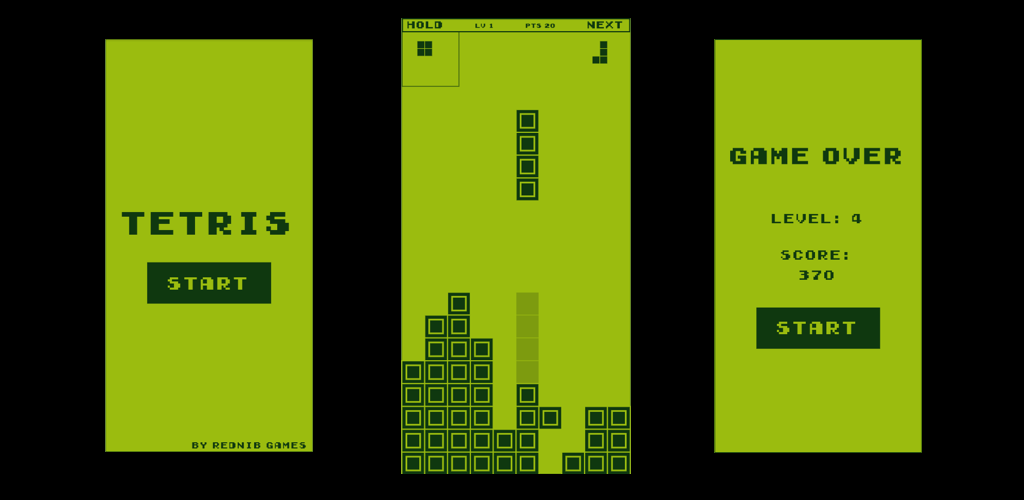 TETRIS
START
BY REDNIB GAMES
HOLD LV 1 PTS 20 NEXT
GAME OVER
LEVEL: 4
SCORE:
370
START